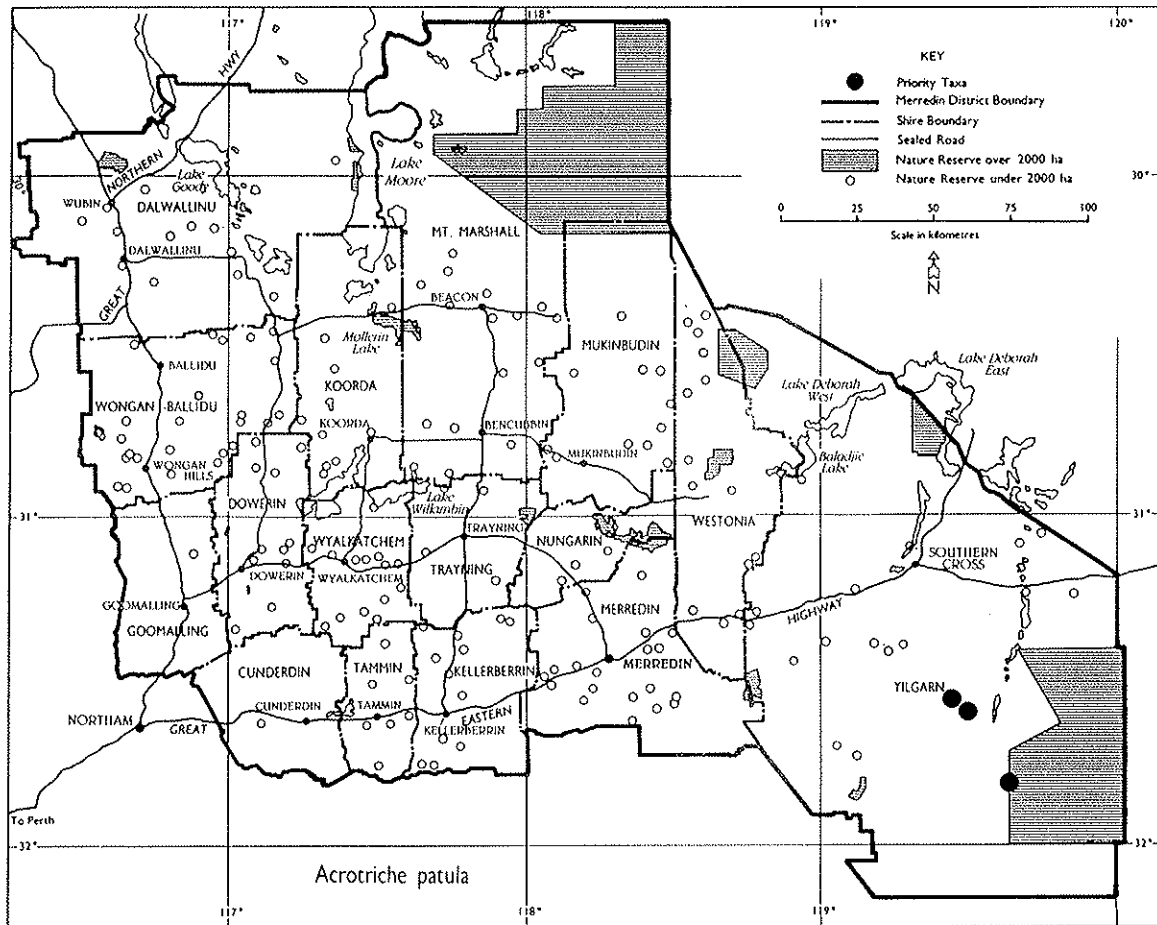 117°
118°
119°
120°
HWY
KEY
Priority Taxa
Merredin District Boundary
Shire Boundary
Sealed Road
Nature Reserve over 2000 ha
Nature Reserve under 2000 ha
0 25 50 75 100
Scale in kilometres
N
30°
NORTHERN
Lake Goody
Lake Moore
WUBIN
DALWALLINU
MT. MARSHALL
DALWALLINU
GREAT
BEACON
Mollerin Lake
MUKINBUDIN
BALLIDU
KOORDA
Lake Deborah East
Lake Deborah West
WONGAN-BALLIDU
KOORDA
BENCUBBIN
MUKINBUDIN
Baladjie Lake
WONGAN HILLS
DOWERIN
Lake Wilkumbin
31°
31°
WYALKATCHEM
TRAYNING
NUNGARIN
WESTONIA
DOWERIN
WYALKATCHEM
TRAYNING
SOUTHERN CROSS
GOOMALLING
GOOMALLING
MERREDIN
HIGHWAY
CUNDERDIN
TAMMIN
KELLERBERRIN
MERREDIN
YILGARN
NORTHAM
GREAT
CUNDERDIN
TAMMIN
EASTERN
KELLERBERRIN
To Perth
32°
32°
Acrotriche patula
117°
118°
119°
120°